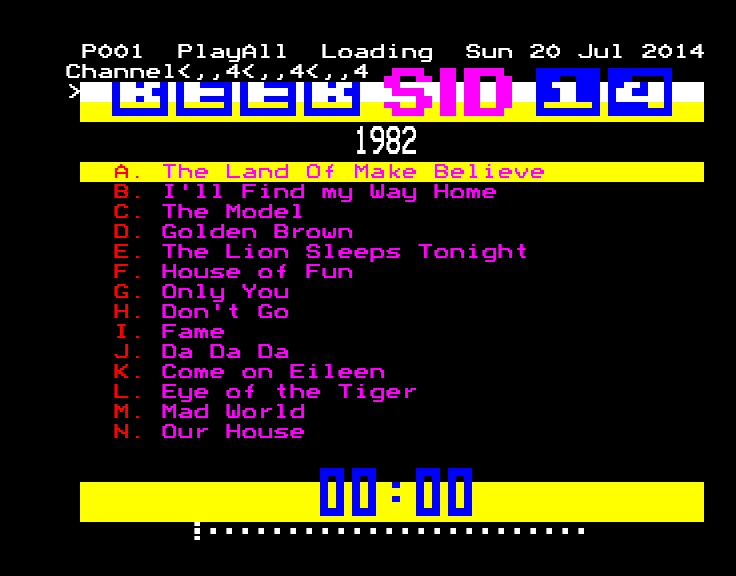 P001 PlayAll Loading Sun 20 Jul 2014
Channel<,,4<,,4<,,4
>
SID 14
1982
A. The Land Of Make Believe
B. I'll Find my Way Home
C. The Model
D. Golden Brown
E. The Lion Sleeps Tonight
F. House of Fun
G. Only You
H. Don't Go
I. Fame
J. Da Da Da
K. Come on Eileen
L. Eye of the Tiger
M. Mad World
N. Our House
00:00